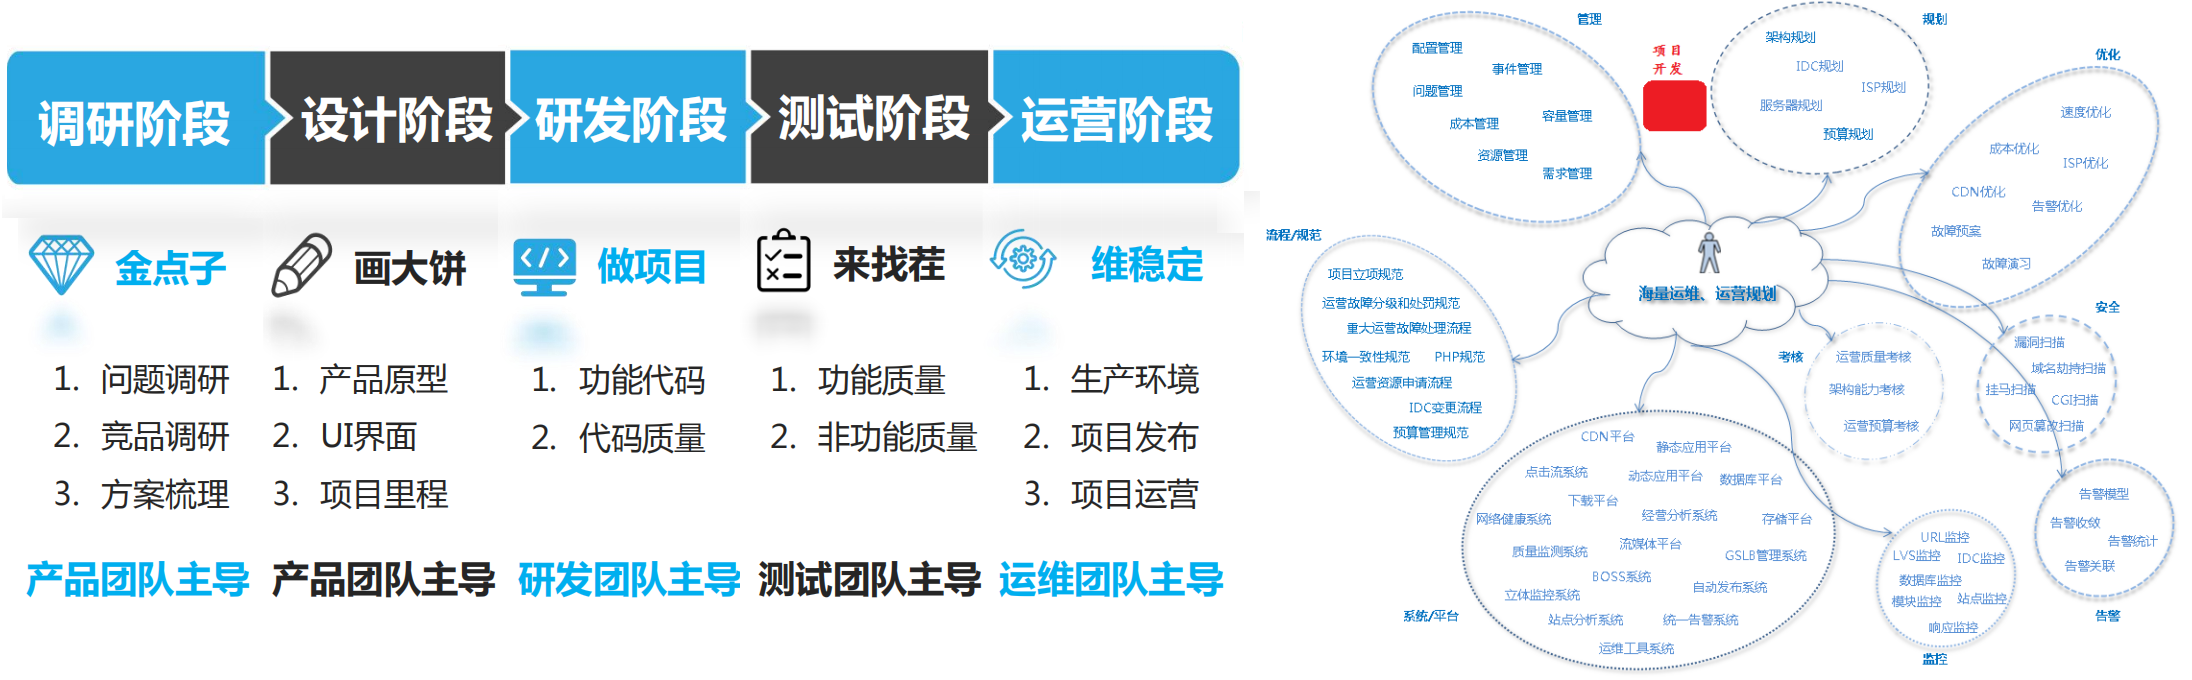 调研阶段
设计阶段
研发阶段
测试阶段
运营阶段
金点子
画大饼
做项目
来找茬
维稳定
1. 问题调研
2. 竞品调研
3. 方案梳理
1. 产品原型
2. UI界面
3. 项目里程
1. 功能代码
2. 代码质量
1. 功能质量
2. 非功能质量
1. 生产环境
2. 项目发布
3. 项目运营
产品团队主导
产品团队主导
研发团队主导
测试团队主导
运维团队主导
管理
配置管理
事件管理
问题管理
容量管理
成本管理
资源管理
需求管理
项目
开发
规划
架构规划
IDC规划
ISP规划
服务器规划
预算规划
优化
速度优化
成本优化
ISP优化
CDN优化
告警优化
故障预案
故障演习
流程/规范
项目立项规范
运营故障分级和处罚规范
重大运营故障处理流程
环境一致性规范
PHP规范
运营资源申请流程
IDC变更流程
预算管理规范
海量运维、运营规划
考核
运营质量考核
架构能力考核
运营预算考核
安全
漏洞扫描
域名劫持扫描
挂马扫描
CGI扫描
网页篡改扫描
系统/平台
CDN平台
静态应用平台
点击流系统
动态应用平台
数据库平台
下载平台
网络健康系统
经营分析系统
存储平台
质量监测系统
流媒体平台
GSLB管理系统
BOSS系统
立体监控系统
自动发布系统
站点分析系统
统一告警系统
运维工具系统
告警模型
告警收敛
告警统计
告警关联
告警
URL监控
LVS监控
IDC监控
数据库监控
模块监控
站点监控
响应监控
监控